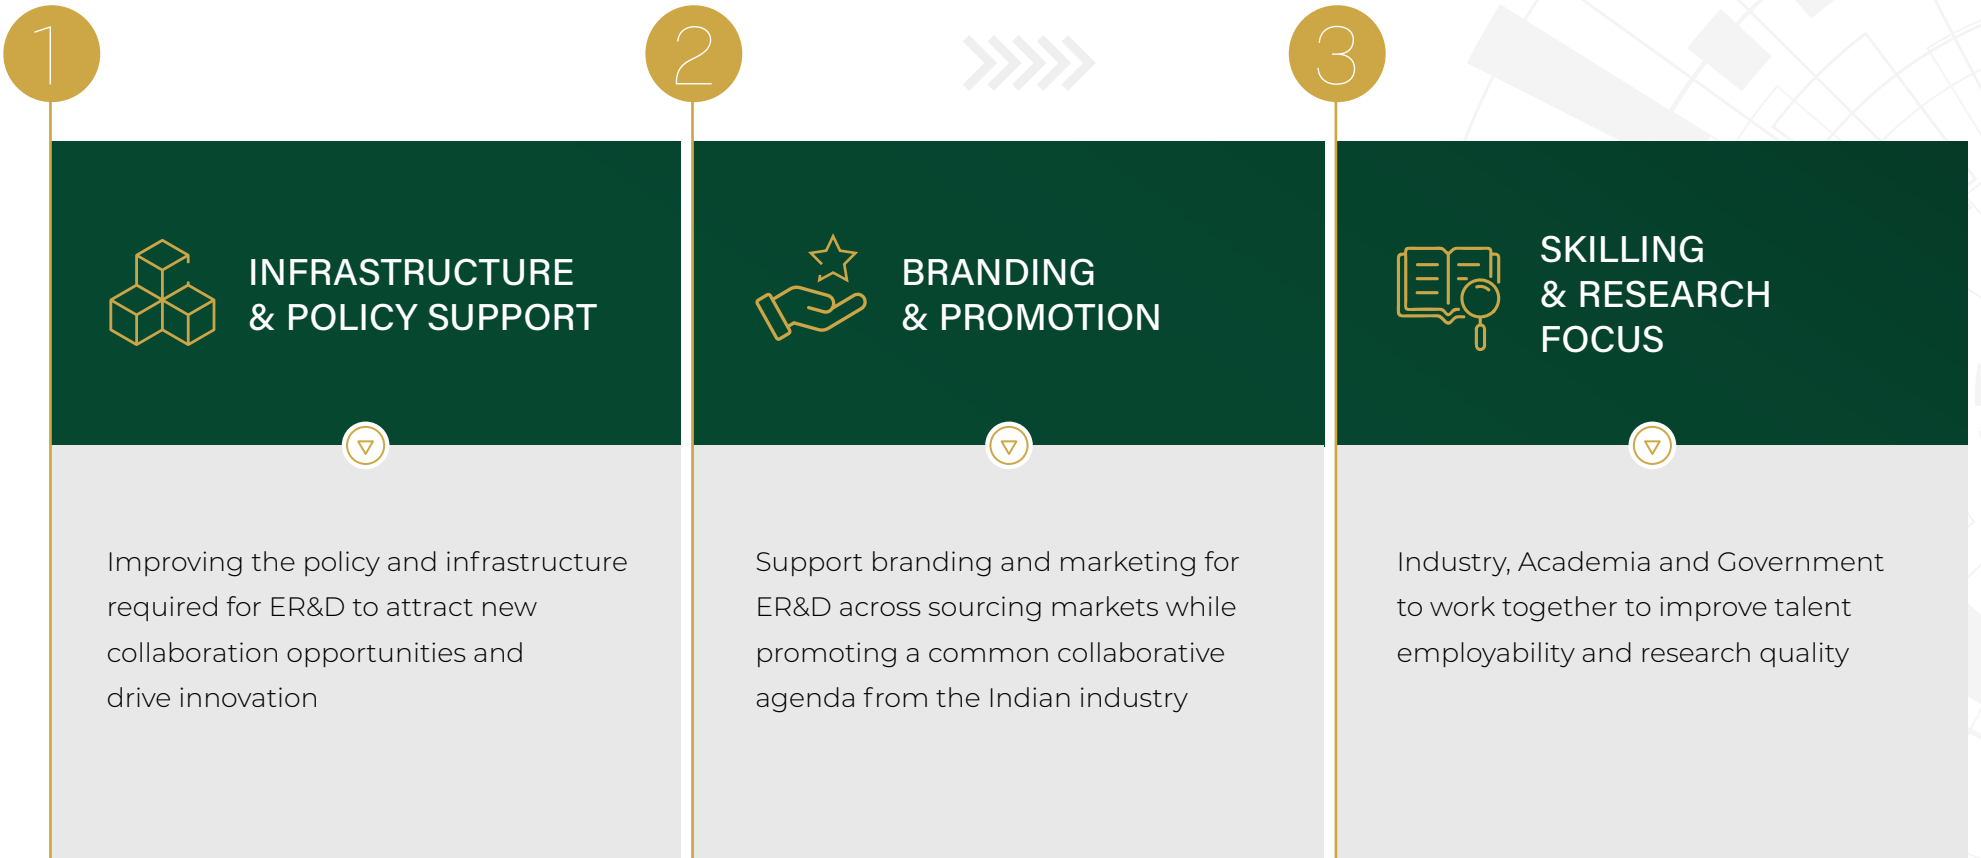 1
INFRASTRUCTURE
& POLICY SUPPORT
Improving the policy and infrastructure
required for ER&D to attract new
collaboration opportunities and
drive innovation
2
BRANDING
& PROMOTION
Support branding and marketing for
ER&D across sourcing markets while
promoting a common collaborative
agenda from the Indian industry
3
SKILLING
& RESEARCH
FOCUS
Industry, Academia and Government
to work together to improve talent
employability and research quality